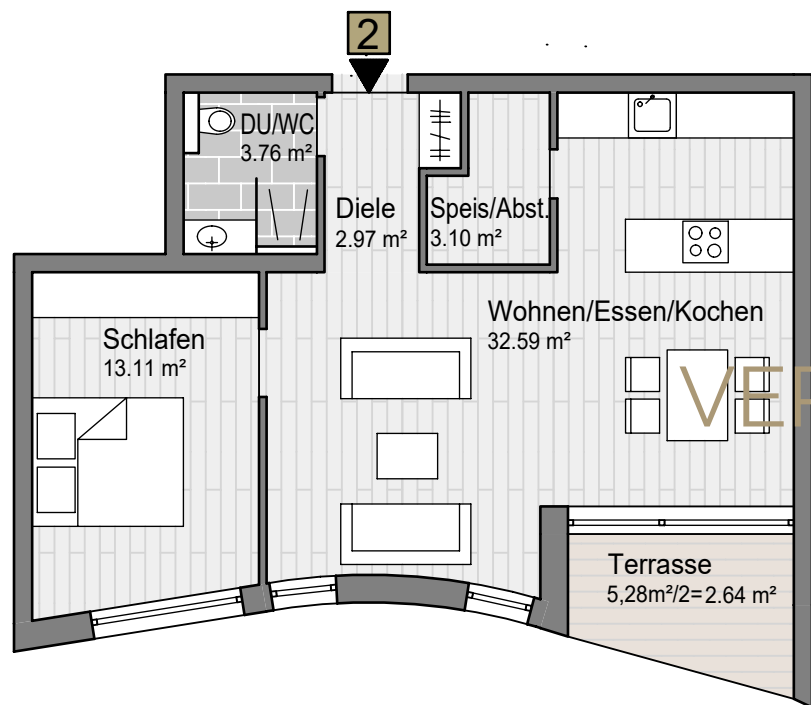 2
DU/WC
3.76 m²
Diele
2.97 m²
Speis/Abst.
3.10 m²
Wohnen/Essen/Kochen
32.59 m²
Schlafen
13.11 m²
VER
Terrasse
5,28m²/2=2.64 m²